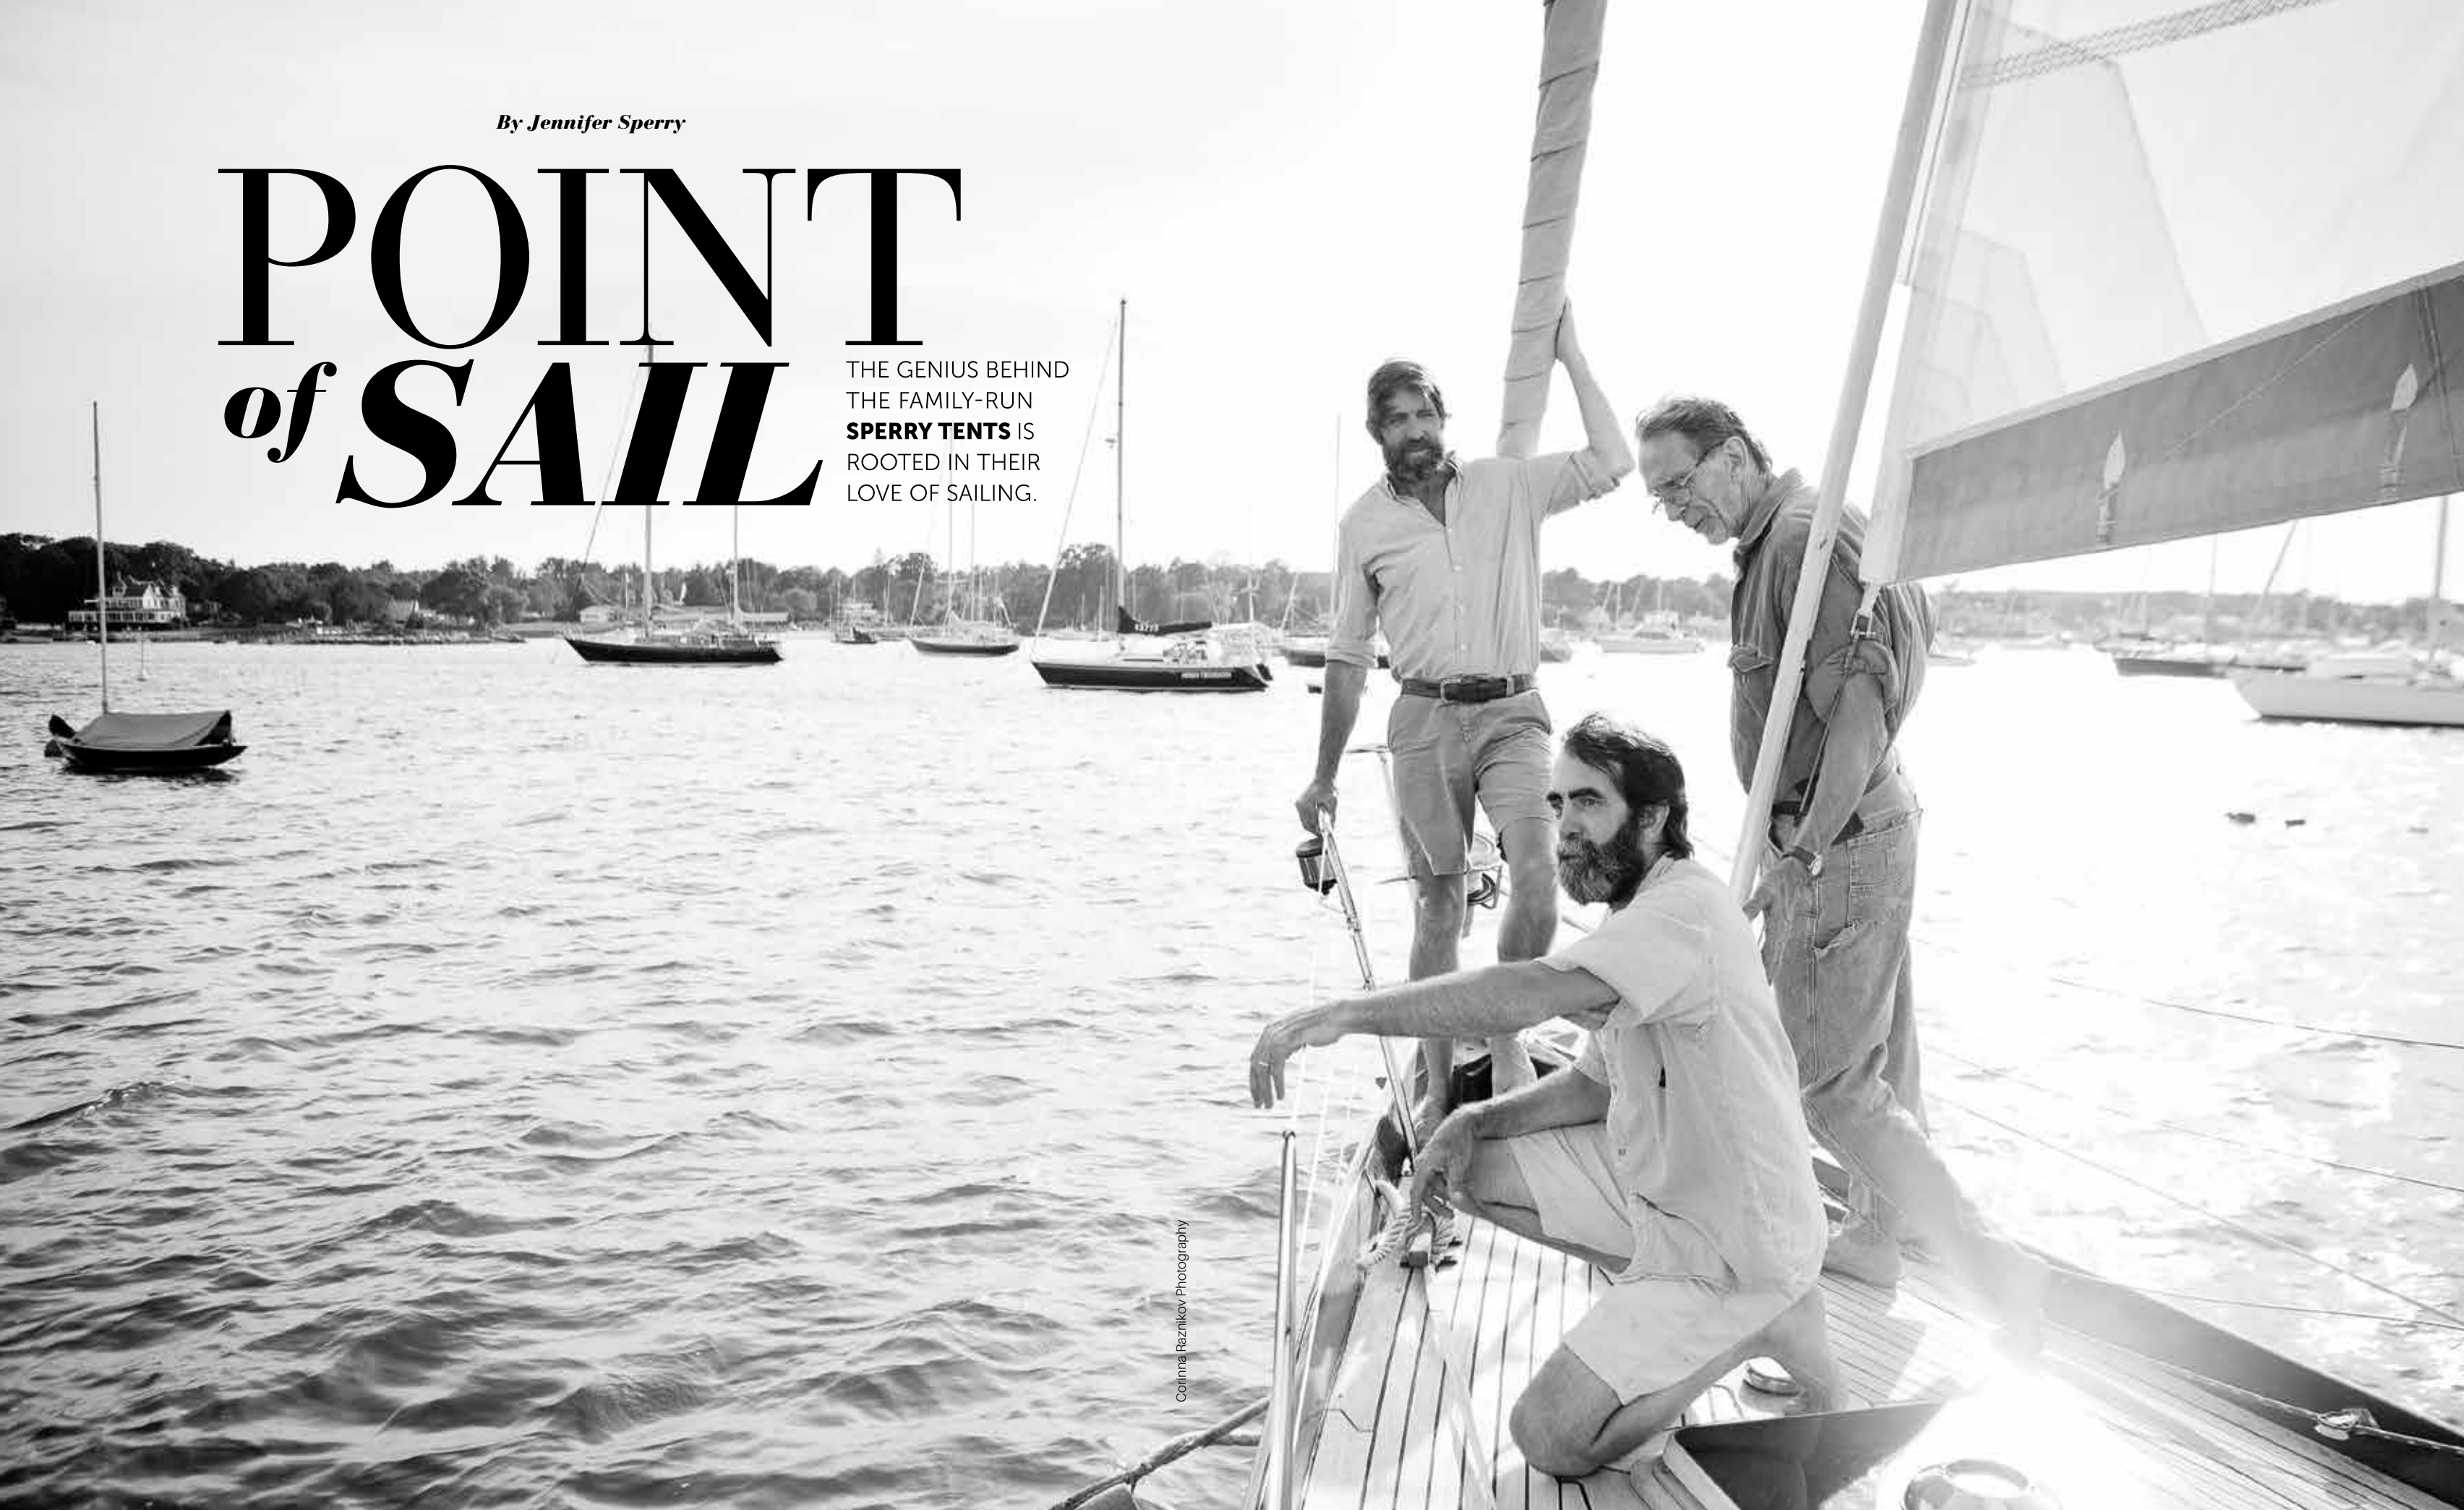 By Jennifer Sperry
POINT
of SAIL
THE GENIUS BEHIND
THE FAMILY-RUN
SPERRY TENTS IS
ROOTED IN THEIR
LOVE OF SAILING.
Corinna Raznikov Photography